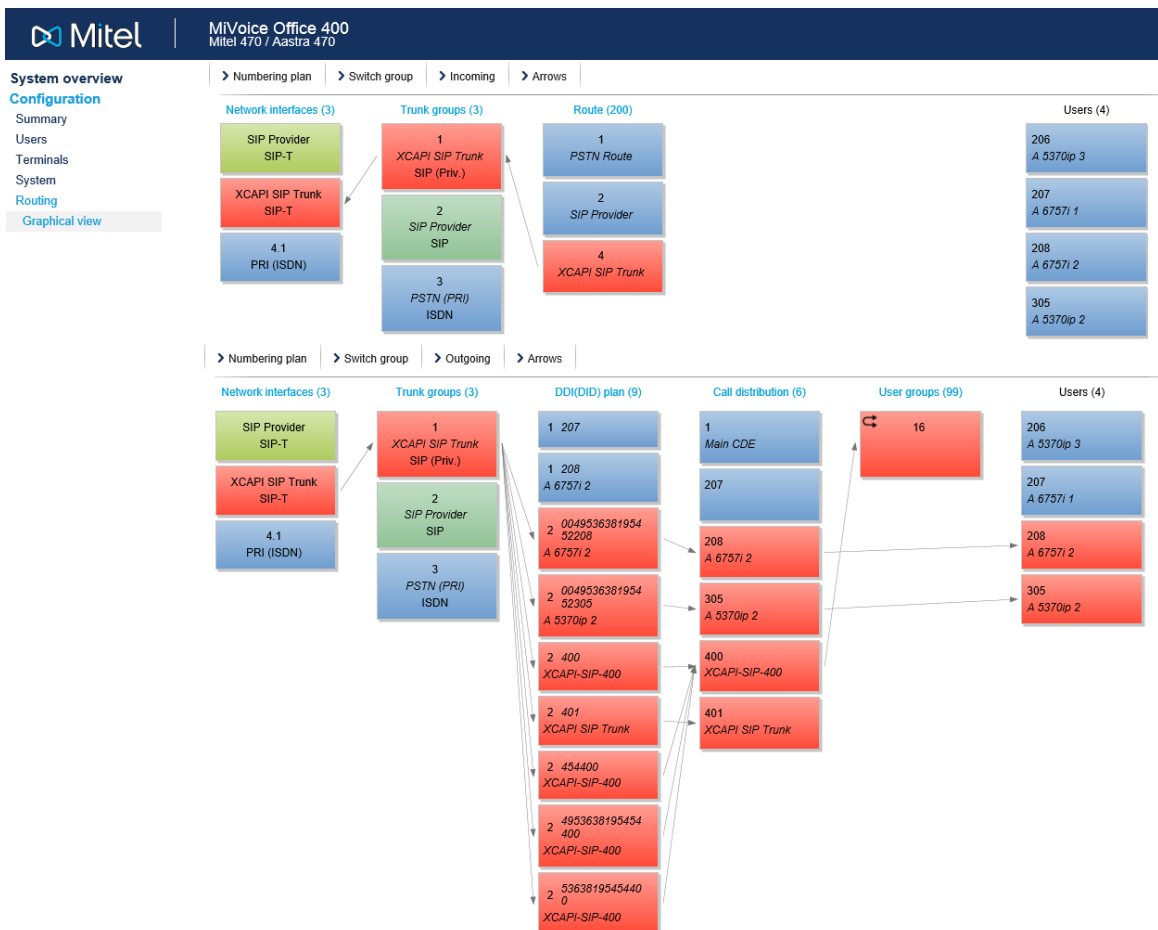 Mitel
MiVoice Office 400
Mitel 470 / Aastra 470
System overview
Configuration
Summary
Users
Terminals
System
Routing
Graphical view
Numbering plan
Switch group
Incoming
Arrows
Network interfaces (3)
Trunk groups (3)
Route (200)
Users (4)
SIP Provider
SIP-T
XCAPI SIP Trunk
SIP-T
4.1
PRI (ISDN)
1
XCAPI SIP Trunk
SIP (Priv.)
2
SIP Provider
SIP
3
PSTN (PRI)
ISDN
1
PSTN Route
2
SIP Provider
4
XCAPI SIP Trunk
206
A 5370ip 3
207
A 6757i 1
208
A 6757i 2
305
A 5370ip 2
Numbering plan
Switch group
Outgoing
Arrows
Network interfaces (3)
Trunk groups (3)
DDI(DID) plan (9)
Call distribution (6)
User groups (99)
Users (4)
SIP Provider
SIP-T
XCAPI SIP Trunk
SIP-T
4.1
PRI (ISDN)
1
XCAPI SIP Trunk
SIP (Priv.)
2
SIP Provider
SIP
3
PSTN (PRI)
ISDN
1 207
1 208
A 6757i 2
2 0049536381954
52208
A 6757i 2
2 0049536381954
52305
A 5370ip 2
2 400
XCAPI-SIP-400
2 401
XCAPI SIP Trunk
2 454400
XCAPI-SIP-400
2 4953638195454
400
XCAPI-SIP-400
2 5363819545440
0
XCAPI-SIP-400
1
Main CDE
207
208
A 6757i 2
305
A 5370ip 2
400
XCAPI-SIP-400
401
XCAPI SIP Trunk
16
206
A 5370ip 3
207
A 6757i 1
208
A 6757i 2
305
A 5370ip 2